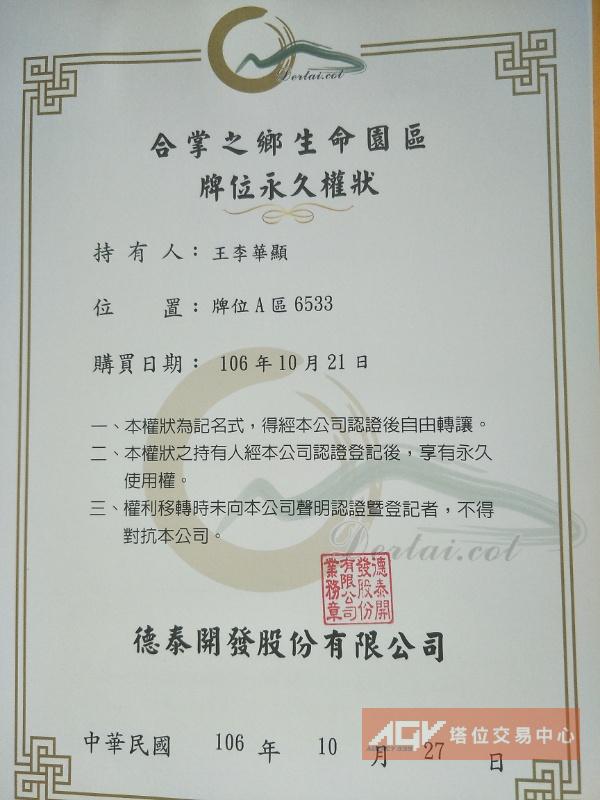 Dertai.col
合掌之鄉生命園區
牌位永久權狀
持有人：王李華顯
位置：牌位A區6533
購買日期：106年10月21日
一、本權狀為記名式，得經本公司認證後自由轉讓。
二、本權狀之持有人經本公司認證登記後，享有永久
使用權。
三、權利移轉時未向本公司聲明認證暨登記者，不得
對抗本公司。
Dertai.col
德泰開發股份有限公司業務章
德泰開發股份有限公司
中華民國 106 年 10 月 27 日
AGV 塔位交易中心